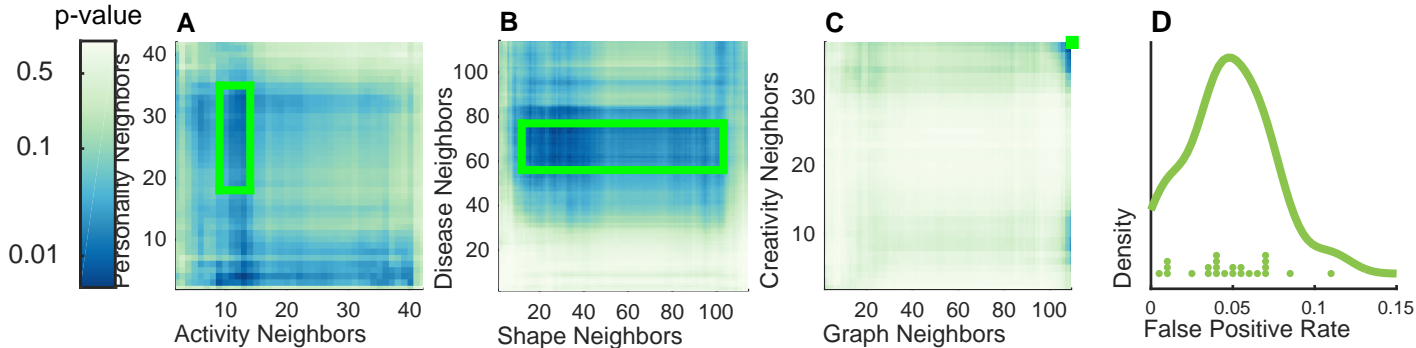 p-value
0.5
0.1
0.01
A
Personality Neighbors
40
30
20
10
10 20 30 40
Activity Neighbors
B
Disease Neighbors
100
80
60
40
20
20 40 60 80 100
Shape Neighbors
C
Creativity Neighbors
30
20
10
20 40 60 80 100
Graph Neighbors
D
Density
0 0.05 0.1 0.15
False Positive Rate